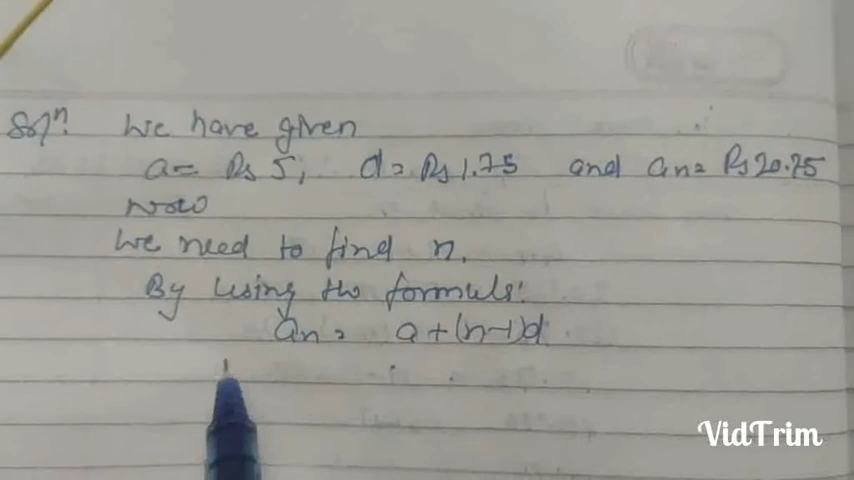 Solⁿ: We have given
a = Rs 5, d = Rs 1.75 and an = Rs 20.75
Now
We need to find n.
By using the formula:
an = a + (n-1)d
VidTrim